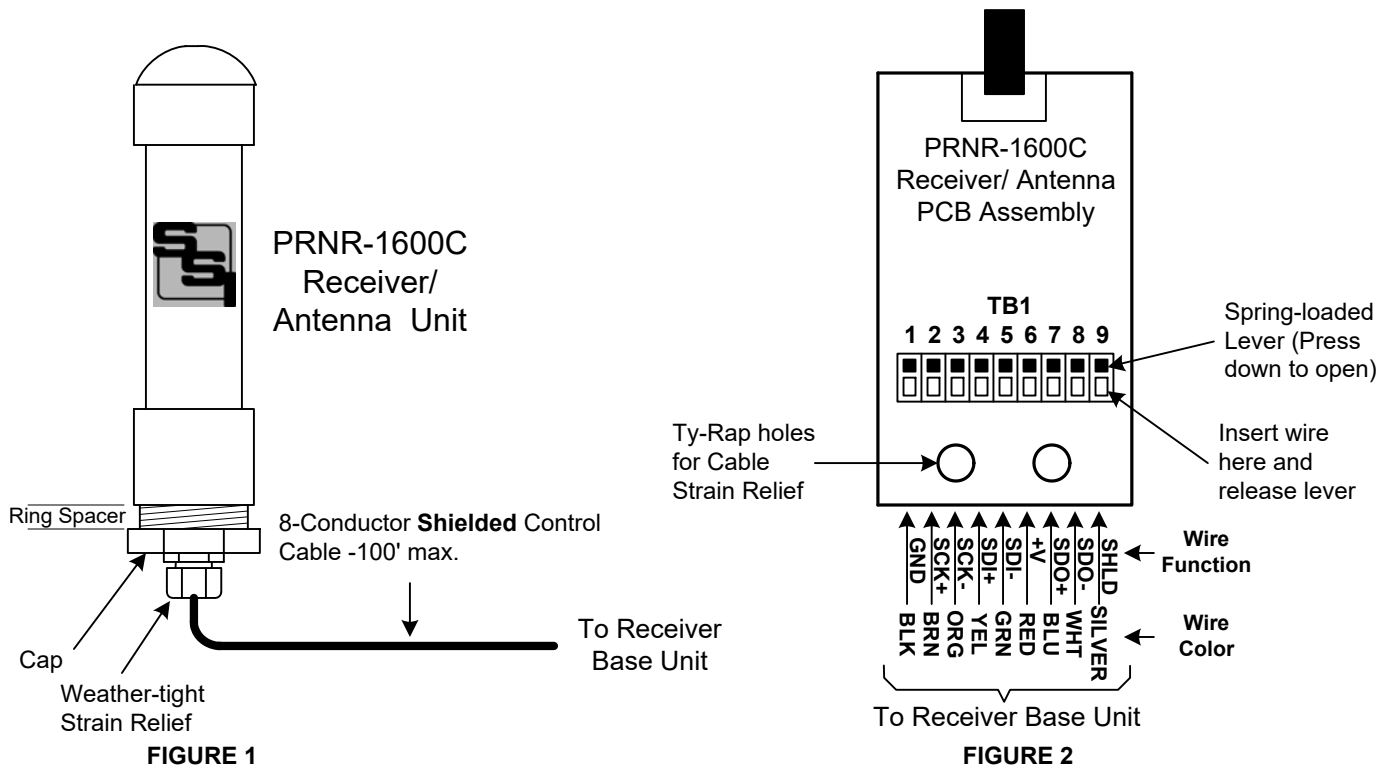 SSI
PRNR-1600C
Receiver/
Antenna Unit
Ring Spacer
8-Conductor Shielded Control
Cable -100' max.
To Receiver
Base Unit
Cap
Weather-tight
Strain Relief
FIGURE 1
PRNR-1600C
Receiver/ Antenna
PCB Assembly
TB1
1 2 3 4 5 6 7 8 9
Spring-loaded
Lever (Press
down to open)
Ty-Rap holes
for Cable
Strain Relief
Insert wire
here and
release lever
GND
SCK+
SCK-
SDI+
SDI-
+V
SDO+
SDO-
SHLD
Wire
Function
BLK
BRN
ORG
YEL
GRN
RED
BLU
WHT
SILVER
Wire
Color
To Receiver Base Unit
FIGURE 2